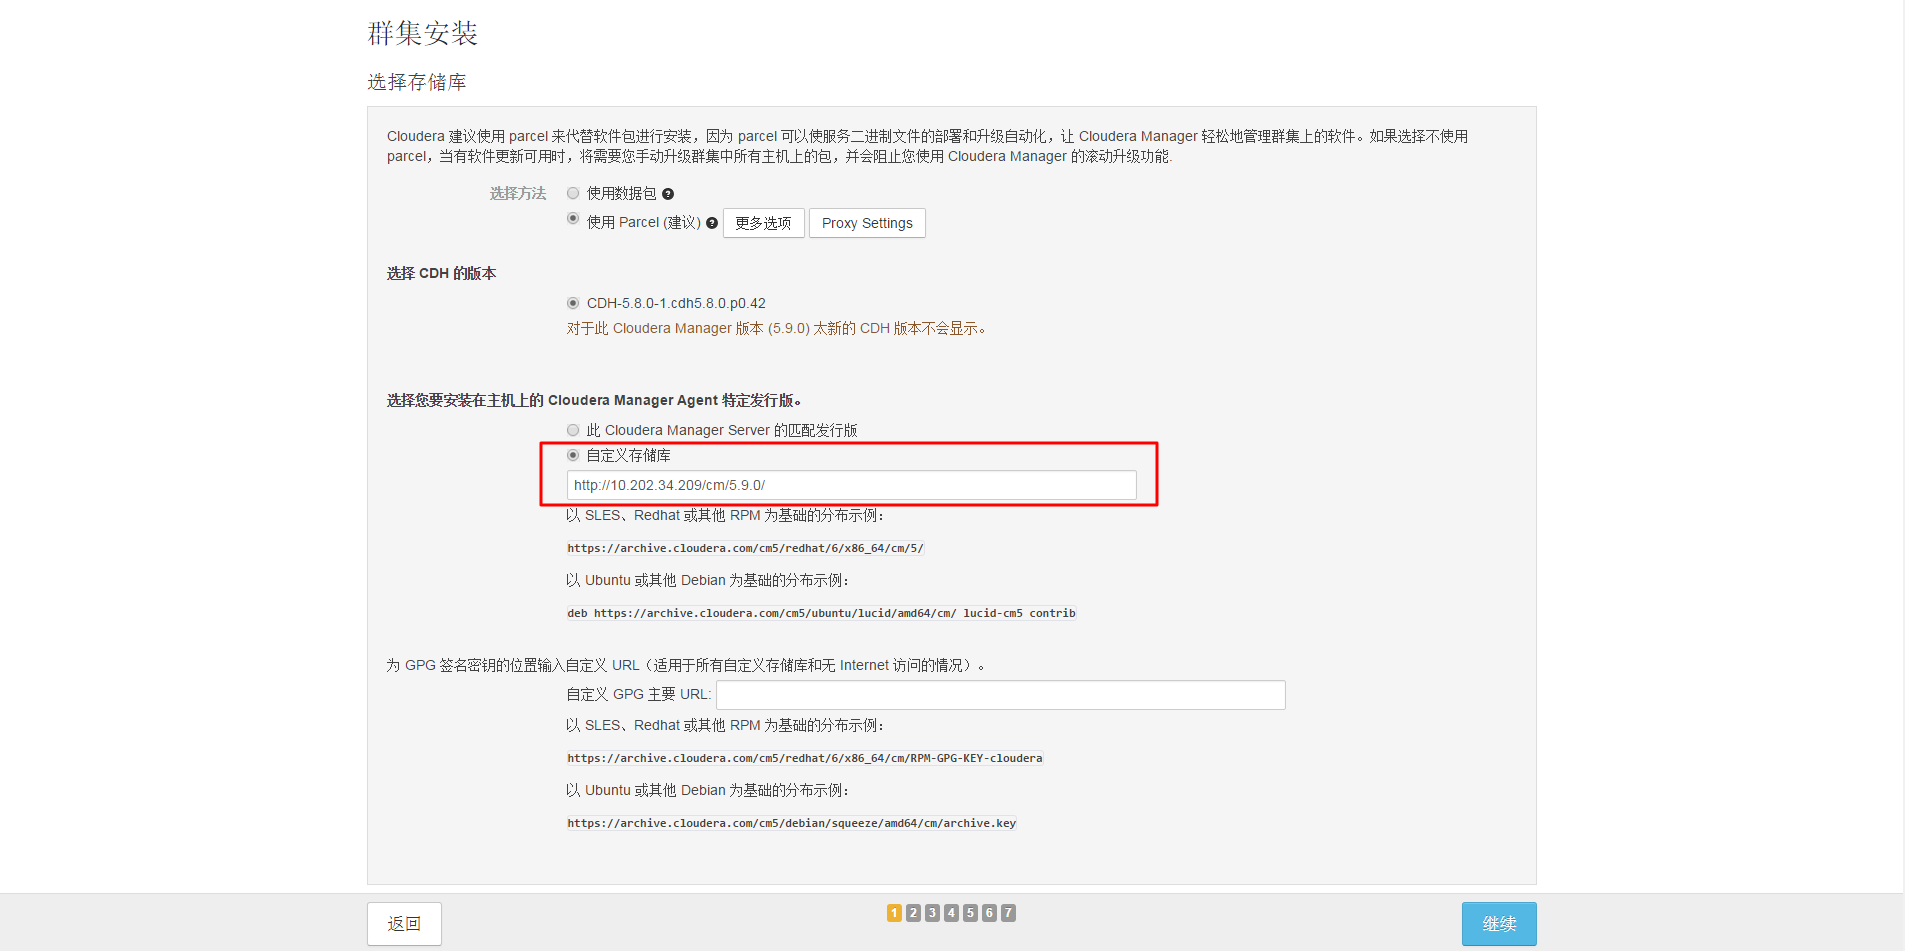 群集安装
选择存储库
Cloudera 建议使用 parcel 来代替软件包进行安装，因为 parcel 可以使服务二进制文件的部署和升级自动化，让 Cloudera Manager 轻松地管理群集上的软件。如果选择不使用
parcel，当有软件更新可用时，将需要您手动升级群集中所有主机上的包，并会阻止您使用 Cloudera Manager 的滚动升级功能.
选择方法 使用数据包 ?
使用 Parcel (建议) ? 更多选项 Proxy Settings
选择 CDH 的版本
CDH-5.8.0-1.cdh5.8.0.p0.42
对于此 Cloudera Manager 版本 (5.9.0) 太新的 CDH 版本不会显示。
选择您要安装在主机上的 Cloudera Manager Agent 特定发行版。
此 Cloudera Manager Server 的匹配发行版
自定义存储库
http://10.202.34.209/cm/5.9.0/
以 SLES、Redhat 或其他 RPM 为基础的分布示例：
https://archive.cloudera.com/cm5/redhat/6/x86_64/cm/5/
以 Ubuntu 或其他 Debian 为基础的分布示例：
deb https://archive.cloudera.com/cm5/ubuntu/lucid/amd64/cm/ lucid-cm5 contrib
为 GPG 签名密钥的位置输入自定义 URL（适用于所有自定义存储库和无 Internet 访问的情况）。
自定义 GPG 主要 URL:
以 SLES、Redhat 或其他 RPM 为基础的分布示例：
https://archive.cloudera.com/cm5/redhat/6/x86_64/cm/RPM-GPG-KEY-cloudera
以 Ubuntu 或其他 Debian 为基础的分布示例：
https://archive.cloudera.com/cm5/debian/squeeze/amd64/cm/archive.key
返回 1 2 3 4 5 6 7 继续